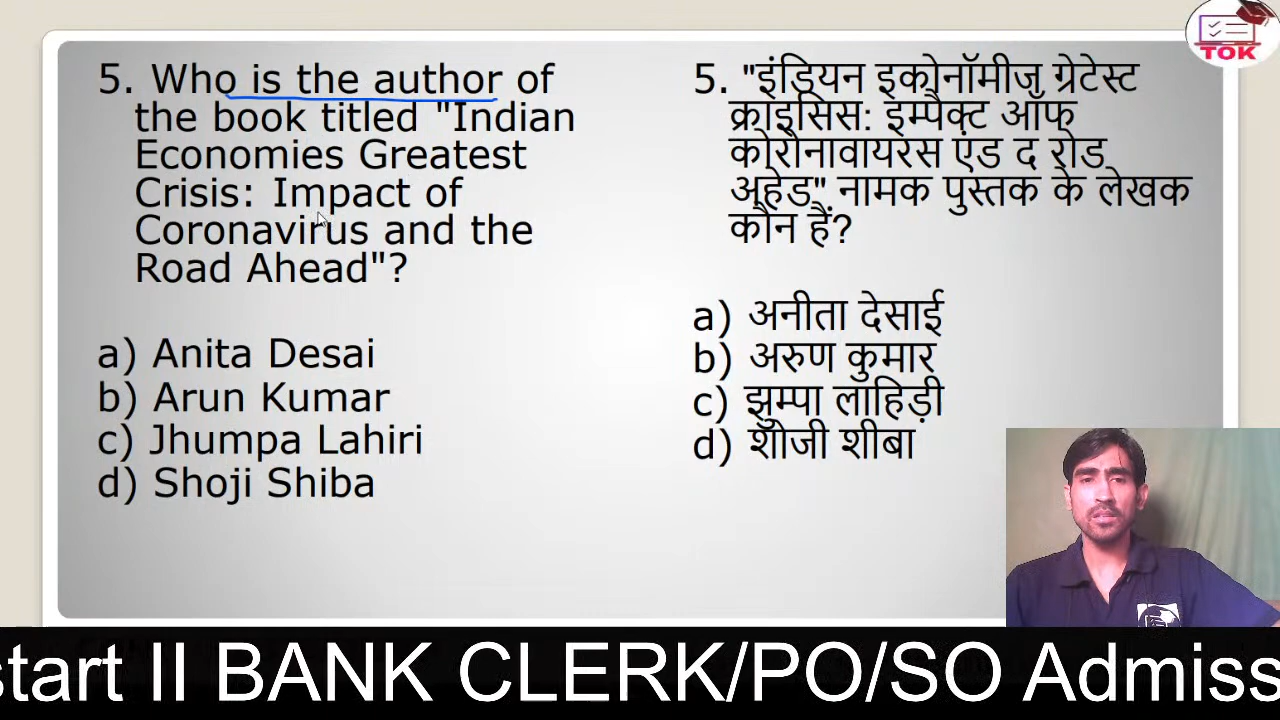 TOK
5. Who is the author of
the book titled "Indian
Economies Greatest
Crisis: Impact of
Coronavirus and the
Road Ahead"?
a) Anita Desai
b) Arun Kumar
c) Jhumpa Lahiri
d) Shoji Shiba
5. "इंडियन इकोनॉमीज ग्रेटेस्ट
क्राइसिस: इम्पैक्ट ऑफ
कोरोनावायरस एंड द रोड
अहेड" नामक पुस्तक के लेखक
कौन हैं?
a) अनीता देसाई
b) अरुण कुमार
c) झुम्पा लाहिड़ी
d) शोजी शीबा
start II BANK CLERK/PO/SO Admiss